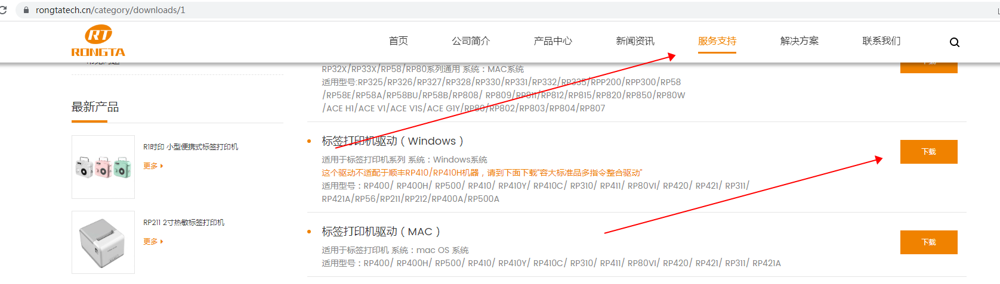 rongtatech.cn/category/downloads/1
RT
RONGTA
首页
公司简介
产品中心
新闻资讯
服务支持
解决方案
联系我们
常见问题
下载
RP32X/RP33X/RP58/RP80系列通用 系统：MAC系统
适用型号:RP325/RP326/RP327/RP328/RP330/RP331/RP332/RP335/RPP200/RPP300/RP58
/RP58E/RP58A/RP58BU/RP58B/RP808/ RP809/RP811/RP812/RP815/RP820/RP850/RP80W
/ACE H1/ACE V1/ACE V1S/ACE G1Y/RP80/RP802/RP803/RP804/RP807
最新产品
R1时印 小型便携式标签打印机
更多
RP211 2寸热敏标签打印机
更多
标签打印机驱动（Windows）
适用于标签打印机系列 系统：Windows系统
这个驱动不适配于顺丰RP410/RP410H机器，请到下面下载"容大标准品多指令整合驱动"
适用型号：RP400/ RP400H/ RP500/ RP410/ RP410Y/ RP410C/ RP310/ RP411/ RP80VI/ RP420/ RP421/ RP311/
RP421A/RP56/RP211/RP212/RP400A/RP500A
下载
标签打印机驱动（MAC）
适用于标签打印机 系统：mac OS 系统
适用型号：RP400/ RP400H/ RP500/ RP410/ RP410Y/ RP410C/ RP310/ RP411/ RP80VI/ RP420/ RP421/ RP311/ RP421A
下载